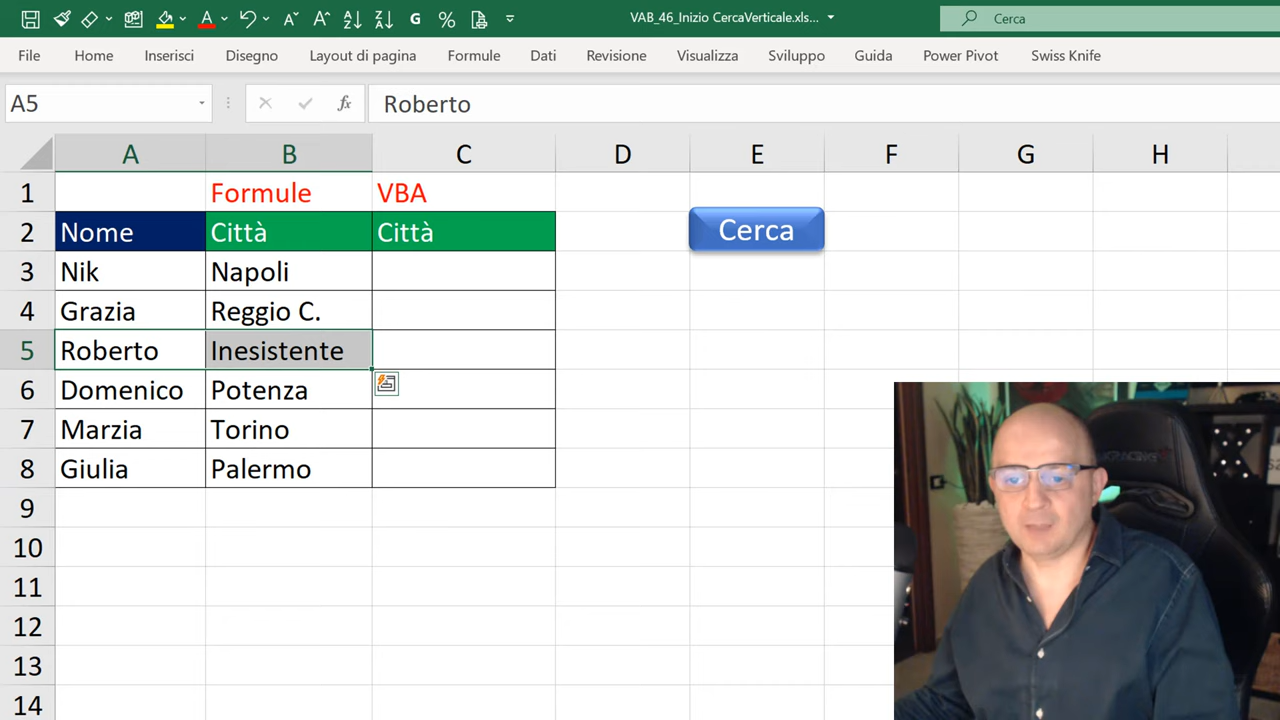 VAB_46_Inizio CercaVerticale.xls...
Cerca
File Home Inserisci Disegno Layout di pagina Formule Dati Revisione Visualizza Sviluppo Guida Power Pivot Swiss Knife
A5 fx Roberto
A B C D E F G H
1 Formule VBA
2 Nome Città Città Cerca
3 Nik Napoli
4 Grazia Reggio C.
5 Roberto Inesistente
6 Domenico Potenza
7 Marzia Torino
8 Giulia Palermo
9
10
11
12
13
14